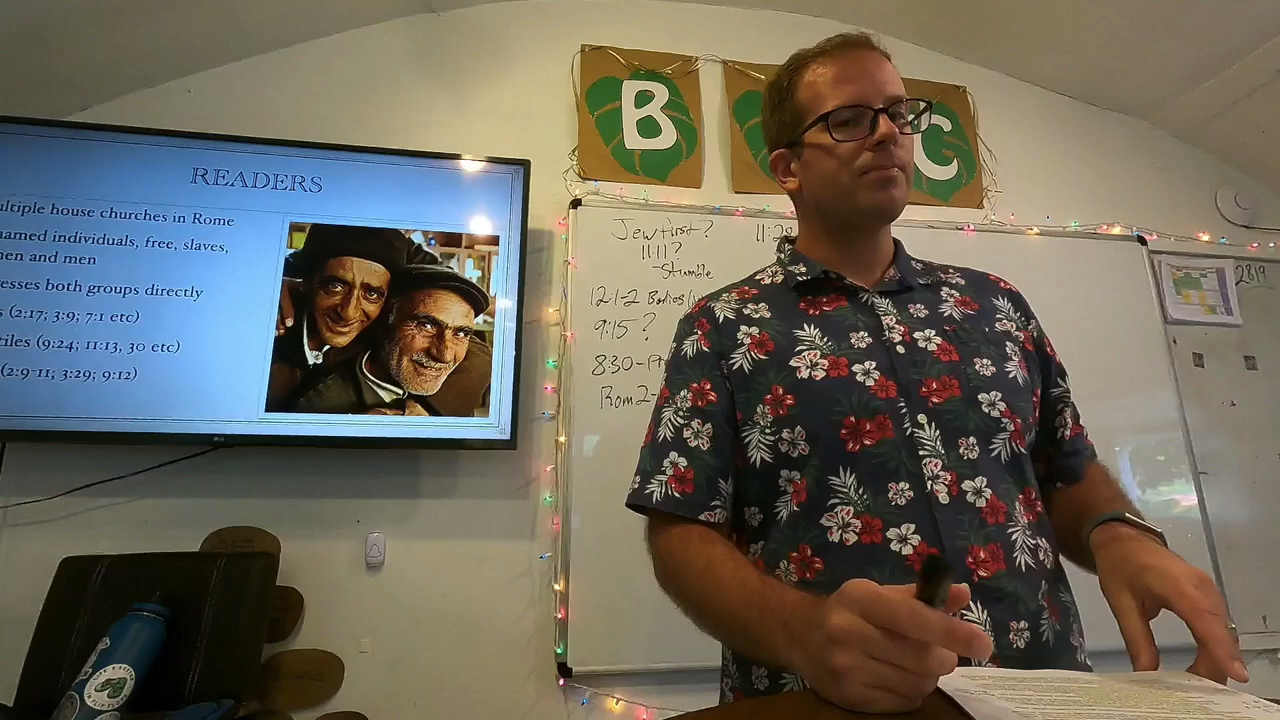 READERS
ultiple house churches in Rome
named individuals, free, slaves,
men and men
resses both groups directly
s (2:17; 3:9; 7:1 etc)
tiles (9:24; 11:13, 30 etc)
(2:9-11; 3:29; 9:12)
B
C
Jew first?
11:28
11:11?
-Stumble
12:1-2 Bodies
9:15?
8:30-
Rom 2-
2819